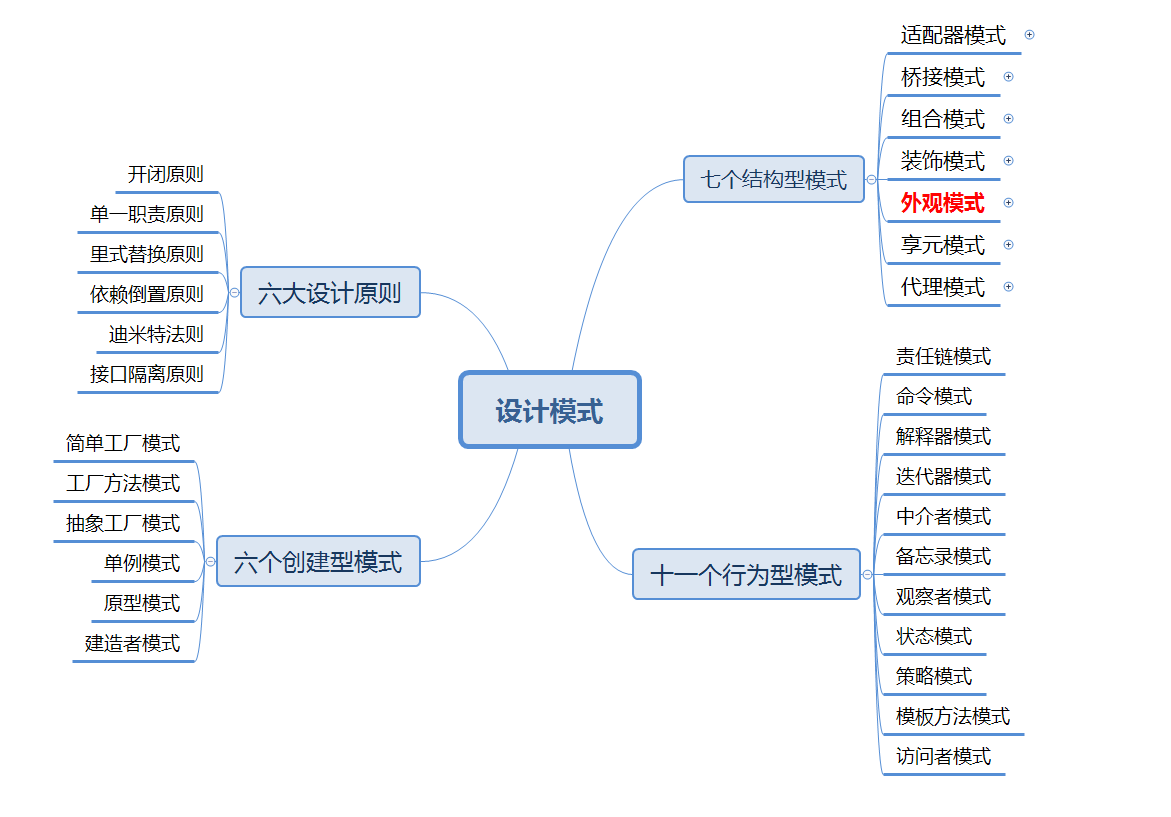 设计模式
六大设计原则
开闭原则
单一职责原则
里式替换原则
依赖倒置原则
迪米特法则
接口隔离原则
六个创建型模式
简单工厂模式
工厂方法模式
抽象工厂模式
单例模式
原型模式
建造者模式
七个结构型模式
适配器模式
桥接模式
组合模式
装饰模式
外观模式
享元模式
代理模式
十一个行为型模式
责任链模式
命令模式
解释器模式
迭代器模式
中介者模式
备忘录模式
观察者模式
状态模式
策略模式
模板方法模式
访问者模式